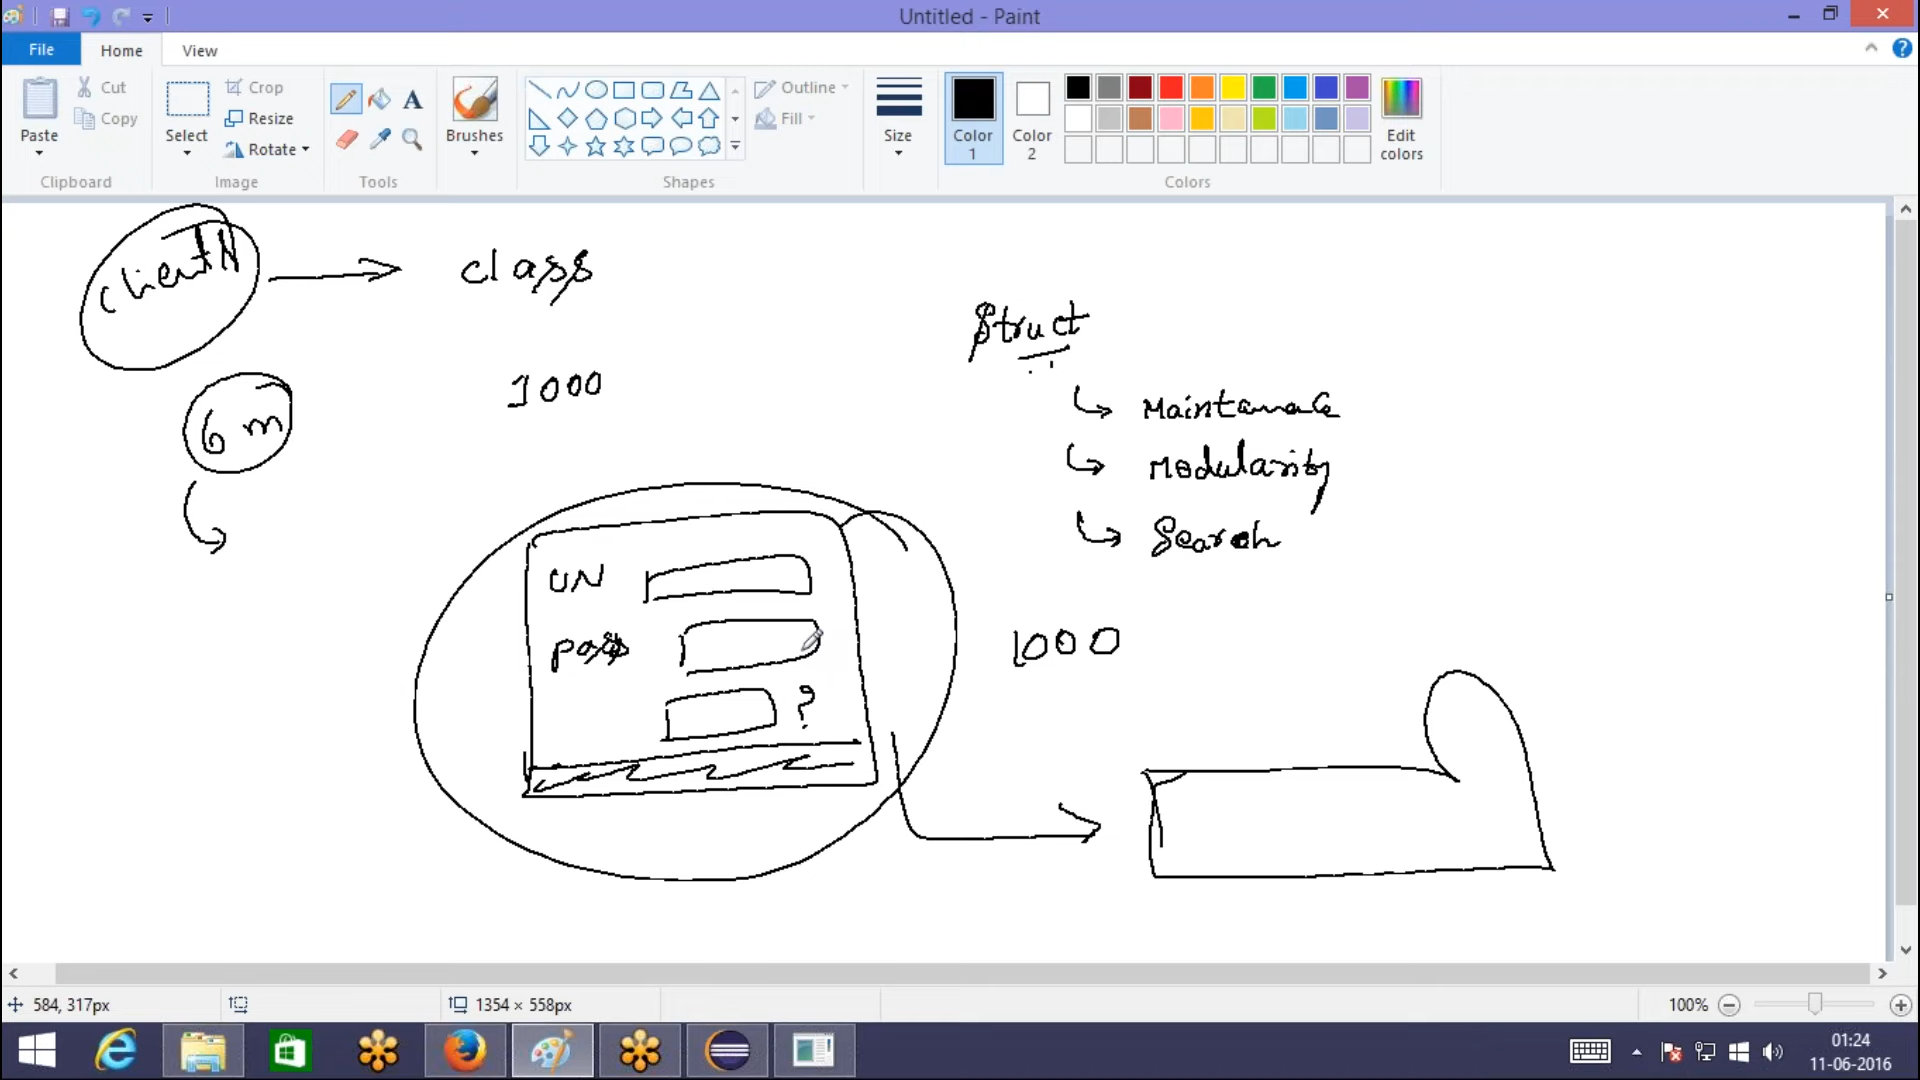 Untitled - Paint
File
Home
View
Paste
Cut
Copy
Clipboard
Select
Crop
Resize
Rotate
Image
Tools
Brushes
Outline
Fill
Shapes
Size
Color 1
Color 2
Edit colors
Colors
clientN
class
6 m
1000
Struct
Maintanace
Modularity
Search
UN
pass
?
1000
584, 317px
1354 × 558px
100%
01:24
11-06-2016